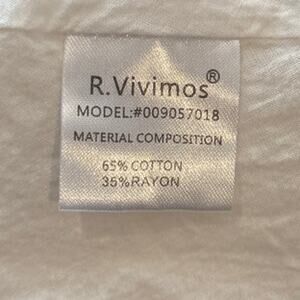 R.Vivimos®
MODEL:#009057018
MATERIAL COMPOSITION
65% COTTON
35%RAYON